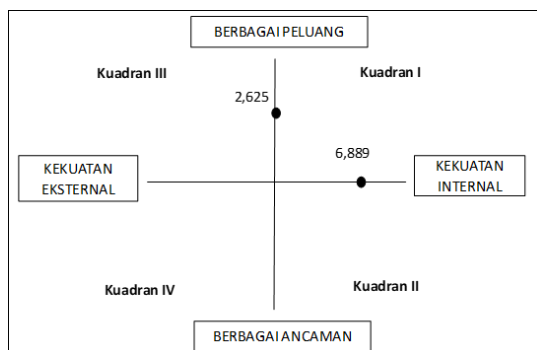 BERBAGAI PELUANG
Kuadran III
Kuadran I
2,625
6,889
KEKUATAN
EKSTERNAL
KEKUATAN
INTERNAL
Kuadran IV
Kuadran II
BERBAGAI ANCAMAN